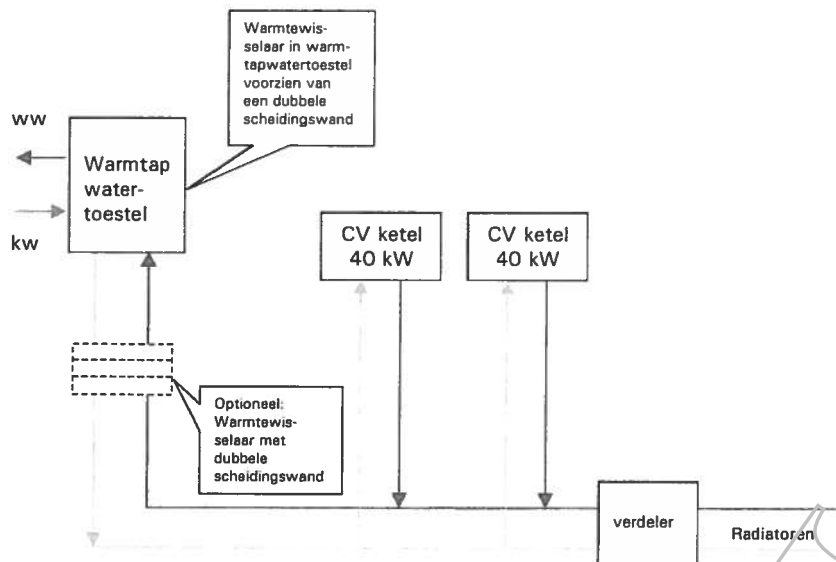 Warmtewis-
selaar in warm-
tapwatertoestel
voorzien van
een dubbele
scheidingswand
ww
Warmtap
water-
toestel
kw
CV ketel
40 kW
CV ketel
40 kW
Optioneel:
Warmtewis-
selaar met
dubbele
scheidingswand
verdeler
Radiatoren